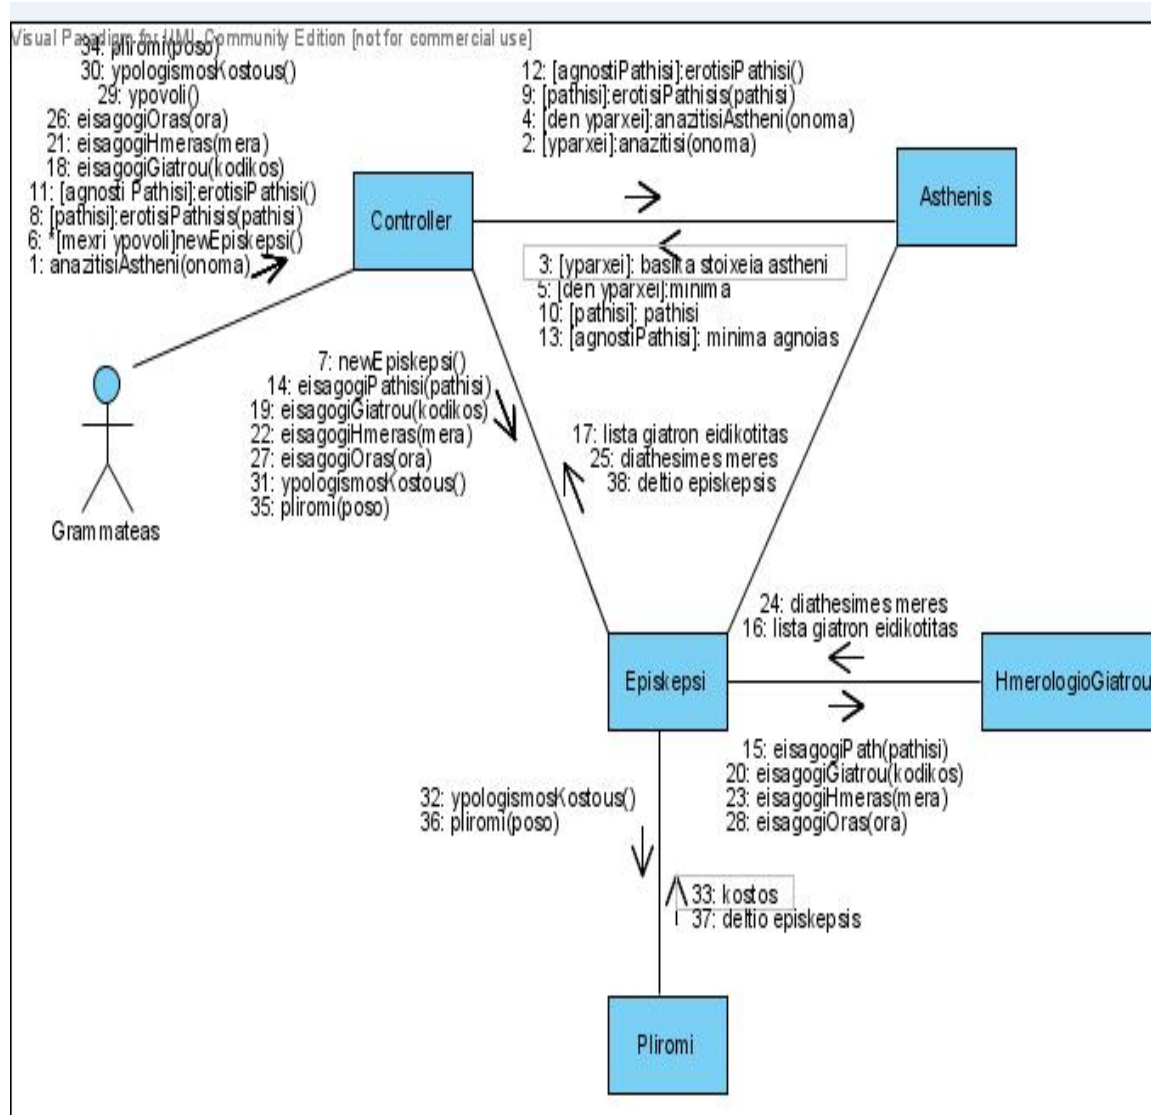 Visual Paradigm for UML Community Edition [not for commercial use]
34: pliromi(poso)
30: ypologismosKostous()
29: ypovoli()
26: eisagogiOras(ora)
21: eisagogiHmeras(mera)
18: eisagogiGiatrou(kodikos)
11: [agnosti Pathisi]:erotisiPathisi()
8: [pathisi]:erotisiPathisis(pathisi)
6: *[mexri ypovoli]newEpiskepsi()
1: anazitisiAstheni(onoma)
12: [agnostiPathisi]:erotisiPathisi()
9: [pathisi]:erotisiPathisis(pathisi)
4: [den yparxei]:anazitisiAstheni(onoma)
2: [yparxei]:anazitisi(onoma)
Controller
Asthenis
3: [yparxei]: basika stoixeia astheni
5: [den yparxei]:minima
10: [pathisi]: pathisi
13: [agnostiPathisi]: minima agnoias
7: newEpiskepsi()
14: eisagogiPathisi(pathisi)
19: eisagogiGiatrou(kodikos)
22: eisagogiHmeras(mera)
27: eisagogiOras(ora)
31: ypologismosKostous()
35: pliromi(poso)
17: lista giatron eidikotitas
25: diathesimes meres
38: deltio episkepsis
Grammateas
24: diathesimes meres
16: lista giatron eidikotitas
Episkepsi
HmerologioGiatrou
15: eisagogiPath(pathisi)
20: eisagogiGiatrou(kodikos)
23: eisagogiHmeras(mera)
28: eisagogiOras(ora)
32: ypologismosKostous()
36: pliromi(poso)
33: kostos
37: deltio episkepsis
Pliromi